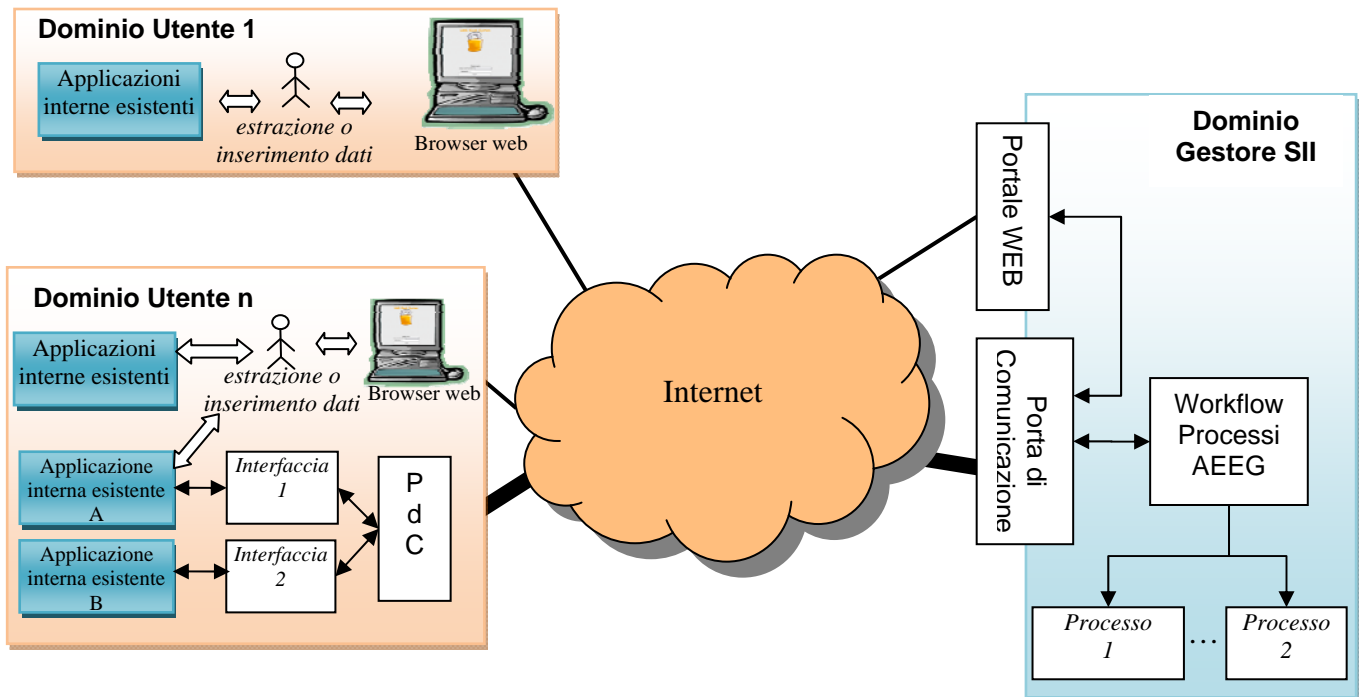 Dominio Utente 1
Applicazioni
interne esistenti
estrazione o
inserimento dati
Browser web
Dominio Utente n
Applicazioni
interne esistenti
estrazione o
inserimento dati
Browser web
Applicazione
interna esistente
A
Interfaccia
1
Applicazione
interna esistente
B
Interfaccia
2
P
d
C
Internet
Dominio
Gestore SII
Portale WEB
Porta di
Comunicazione
Workflow
Processi
AEEG
Processo
1
...
Processo
2